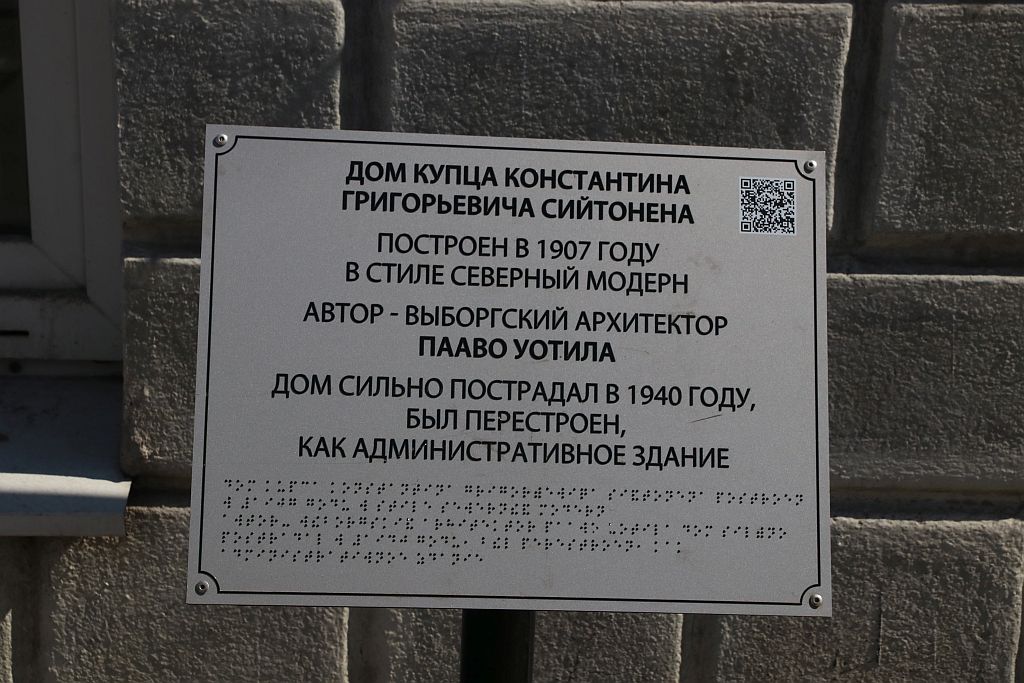 ДОМ КУПЦА КОНСТАНТИНА
ГРИГОРЬЕВИЧА СИЙТОНЕНА
ПОСТРОЕН В 1907 ГОДУ
В СТИЛЕ СЕВЕРНЫЙ МОДЕРН
АВТОР - ВЫБОРГСКИЙ АРХИТЕКТОР
ПААВО УОТИЛА
ДОМ СИЛЬНО ПОСТРАДАЛ В 1940 ГОДУ,
БЫЛ ПЕРЕСТРОЕН,
КАК АДМИНИСТРАТИВНОЕ ЗДАНИЕ